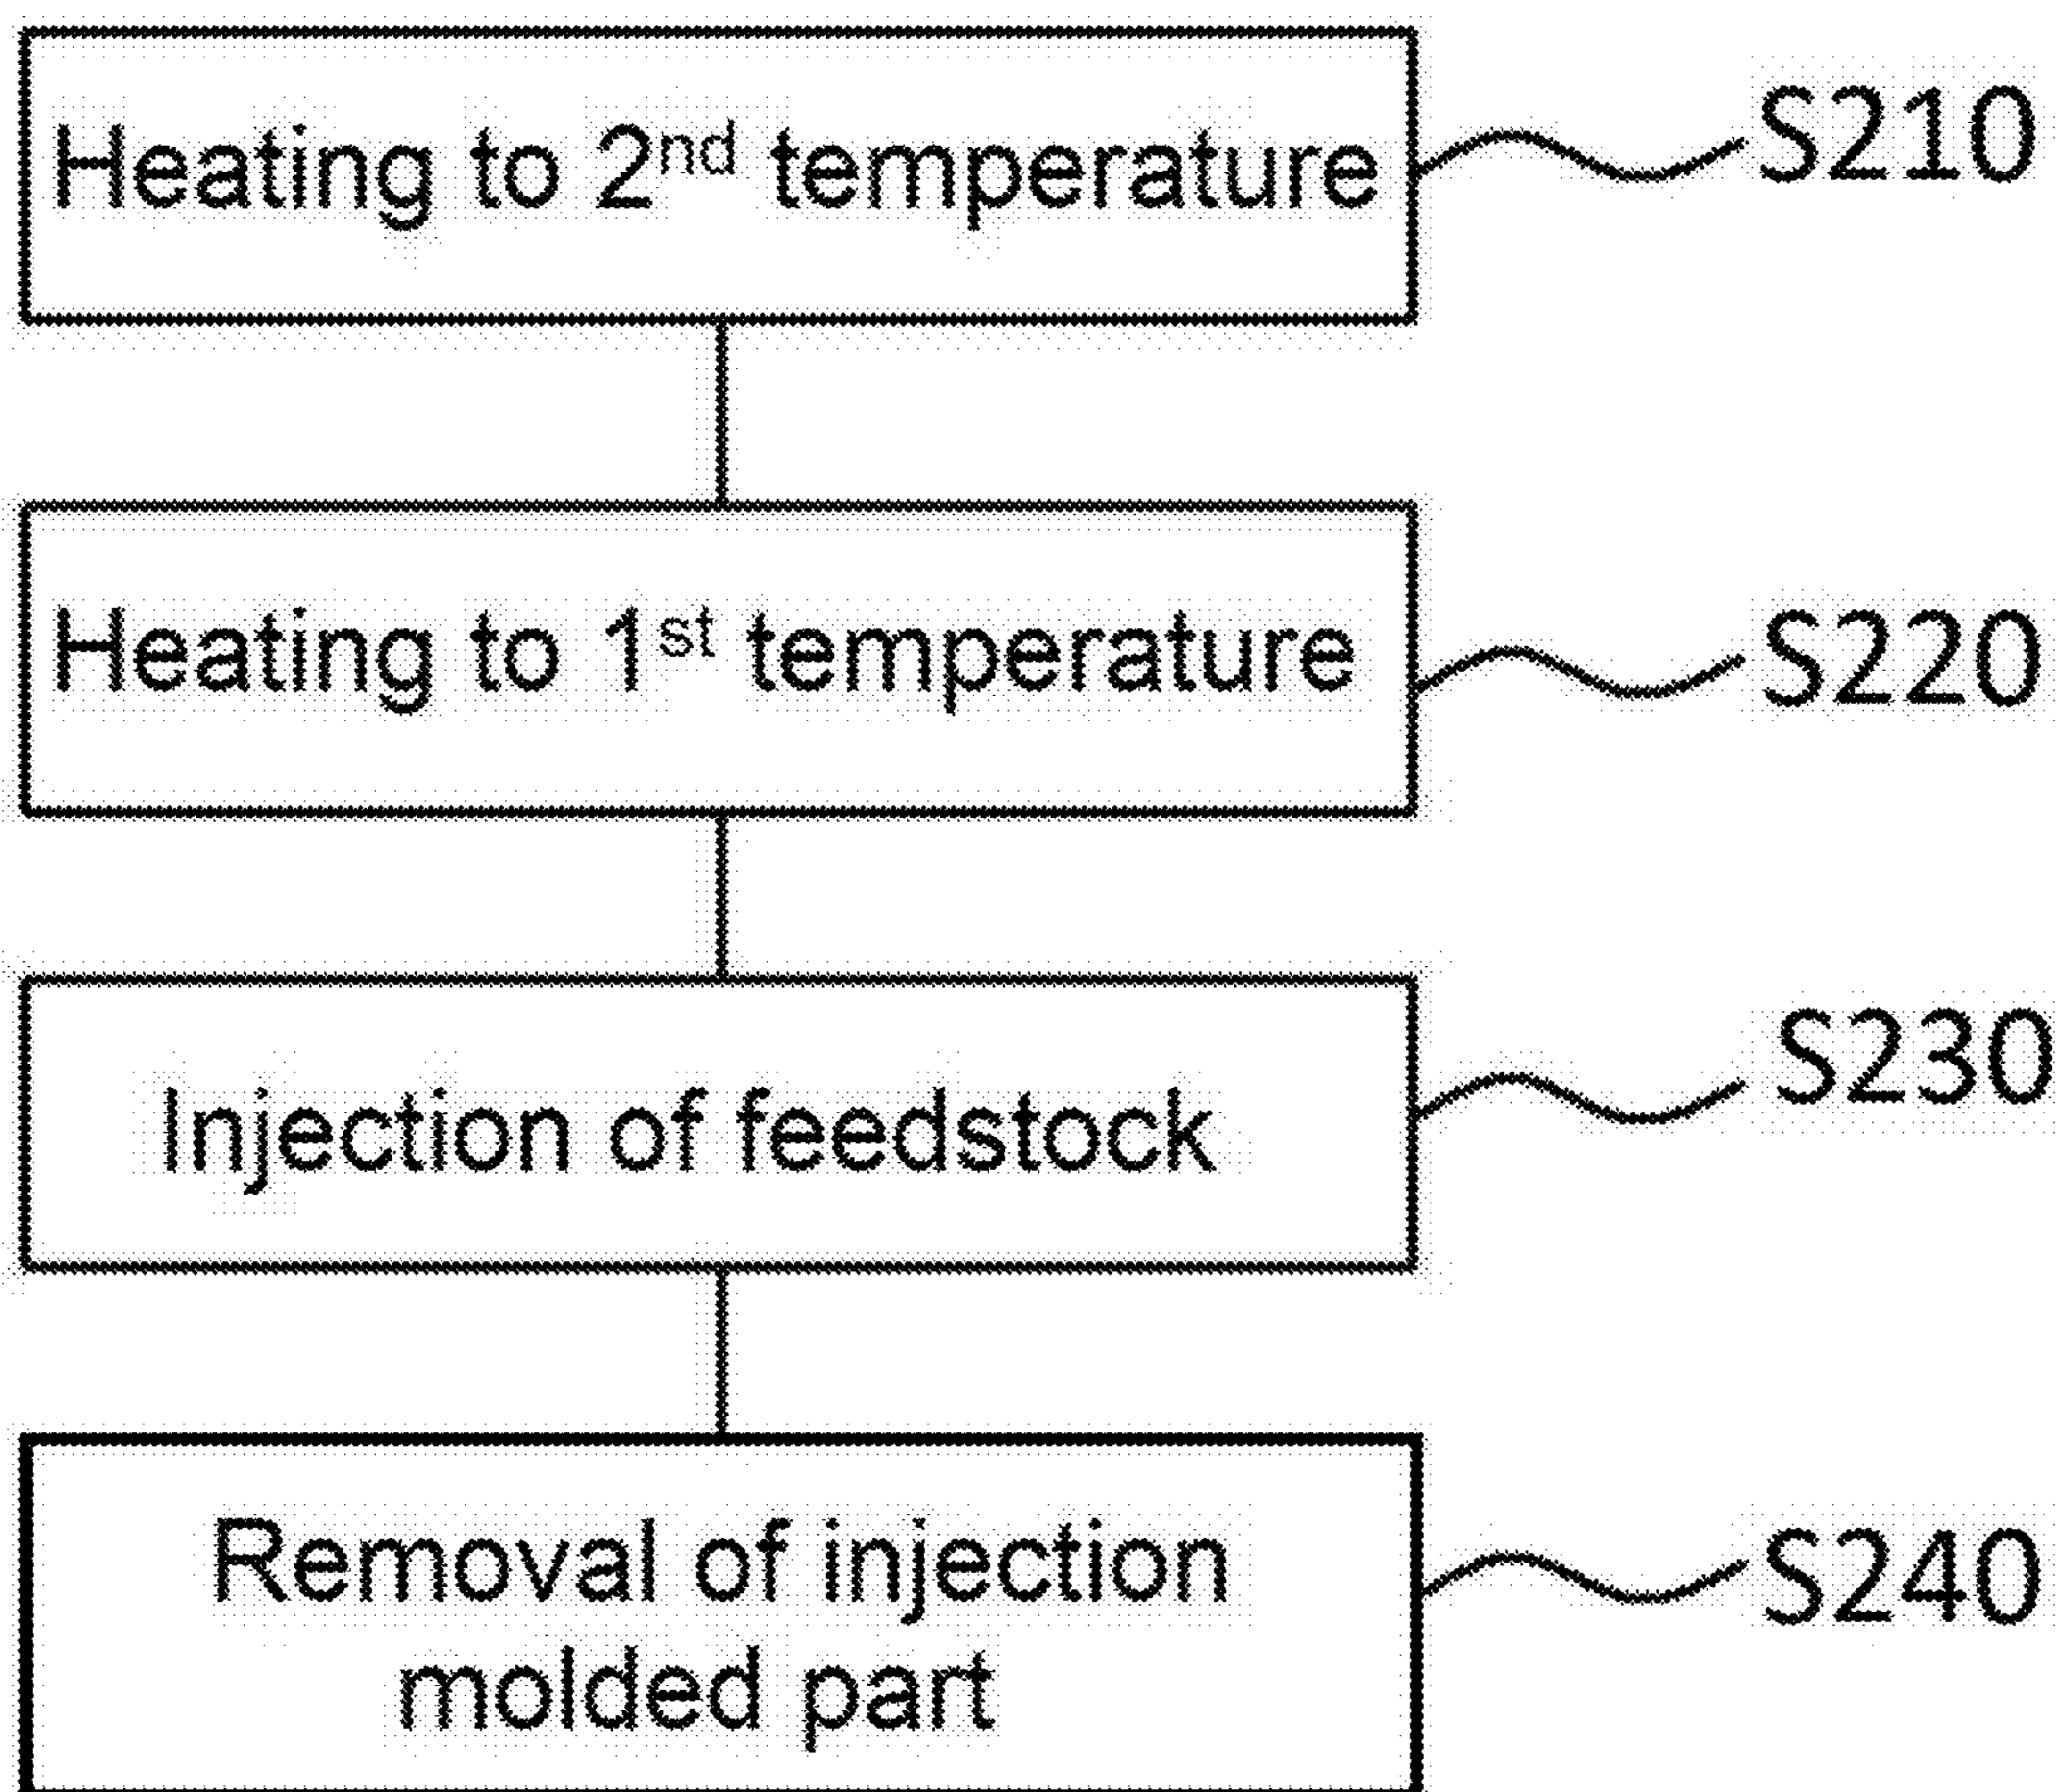 Heating to 2nd temperature
S210
Heating to 1st temperature
S220
Injection of feedstock
S230
Removal of injection
molded part
S240